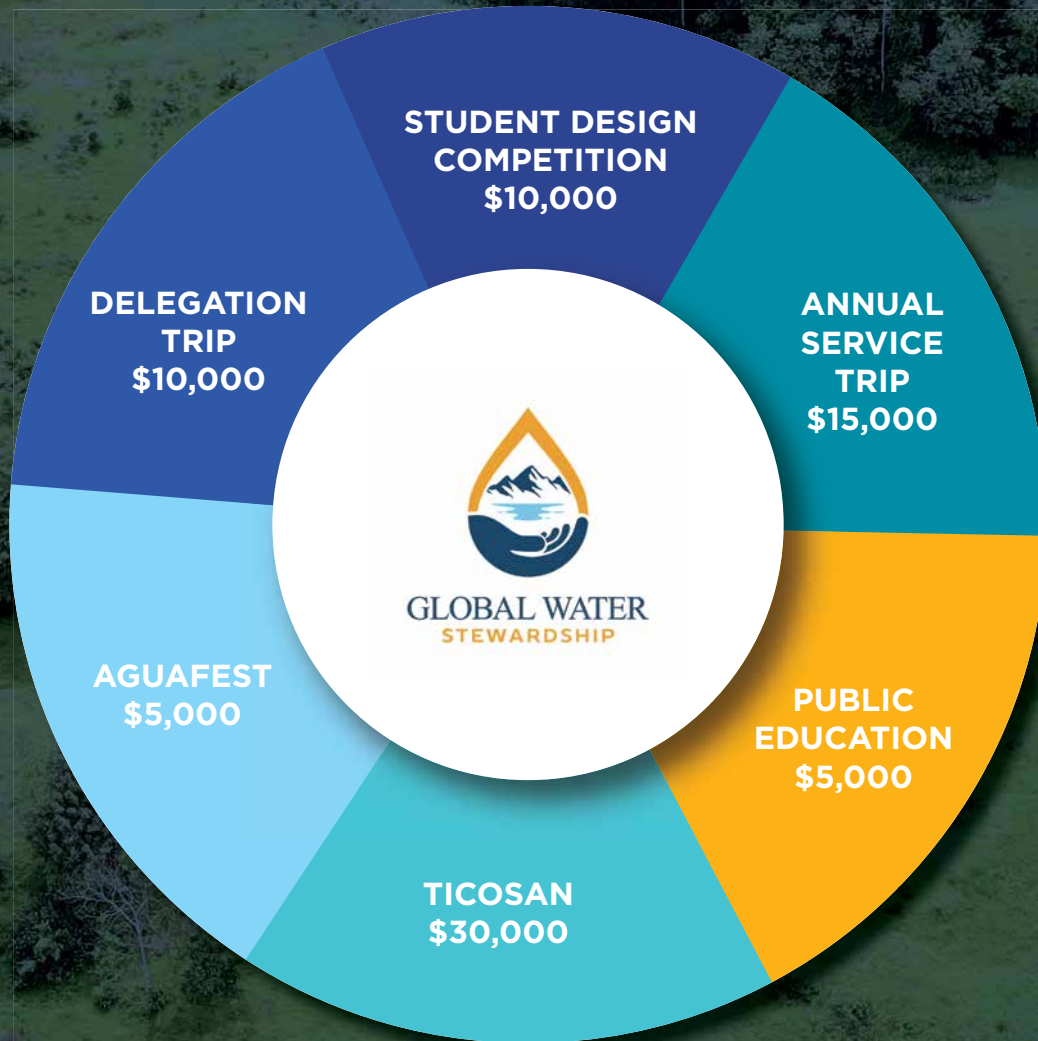 STUDENT DESIGN
COMPETITION
$10,000
ANNUAL
SERVICE
TRIP
$15,000
PUBLIC
EDUCATION
$5,000
TICOSAN
$30,000
AGUAFEST
$5,000
DELEGATION
TRIP
$10,000
GLOBAL WATER
STEWARDSHIP